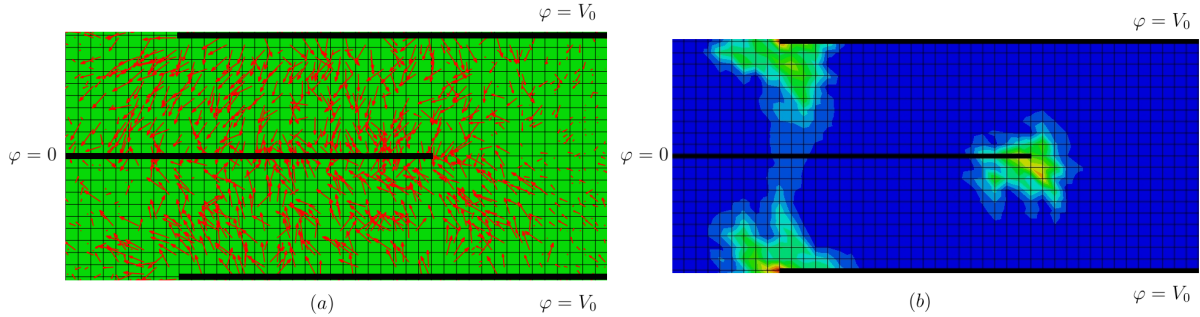 φ = V₀
φ = V₀
φ = 0
φ = 0
φ = V₀
φ = V₀
(a)
(b)